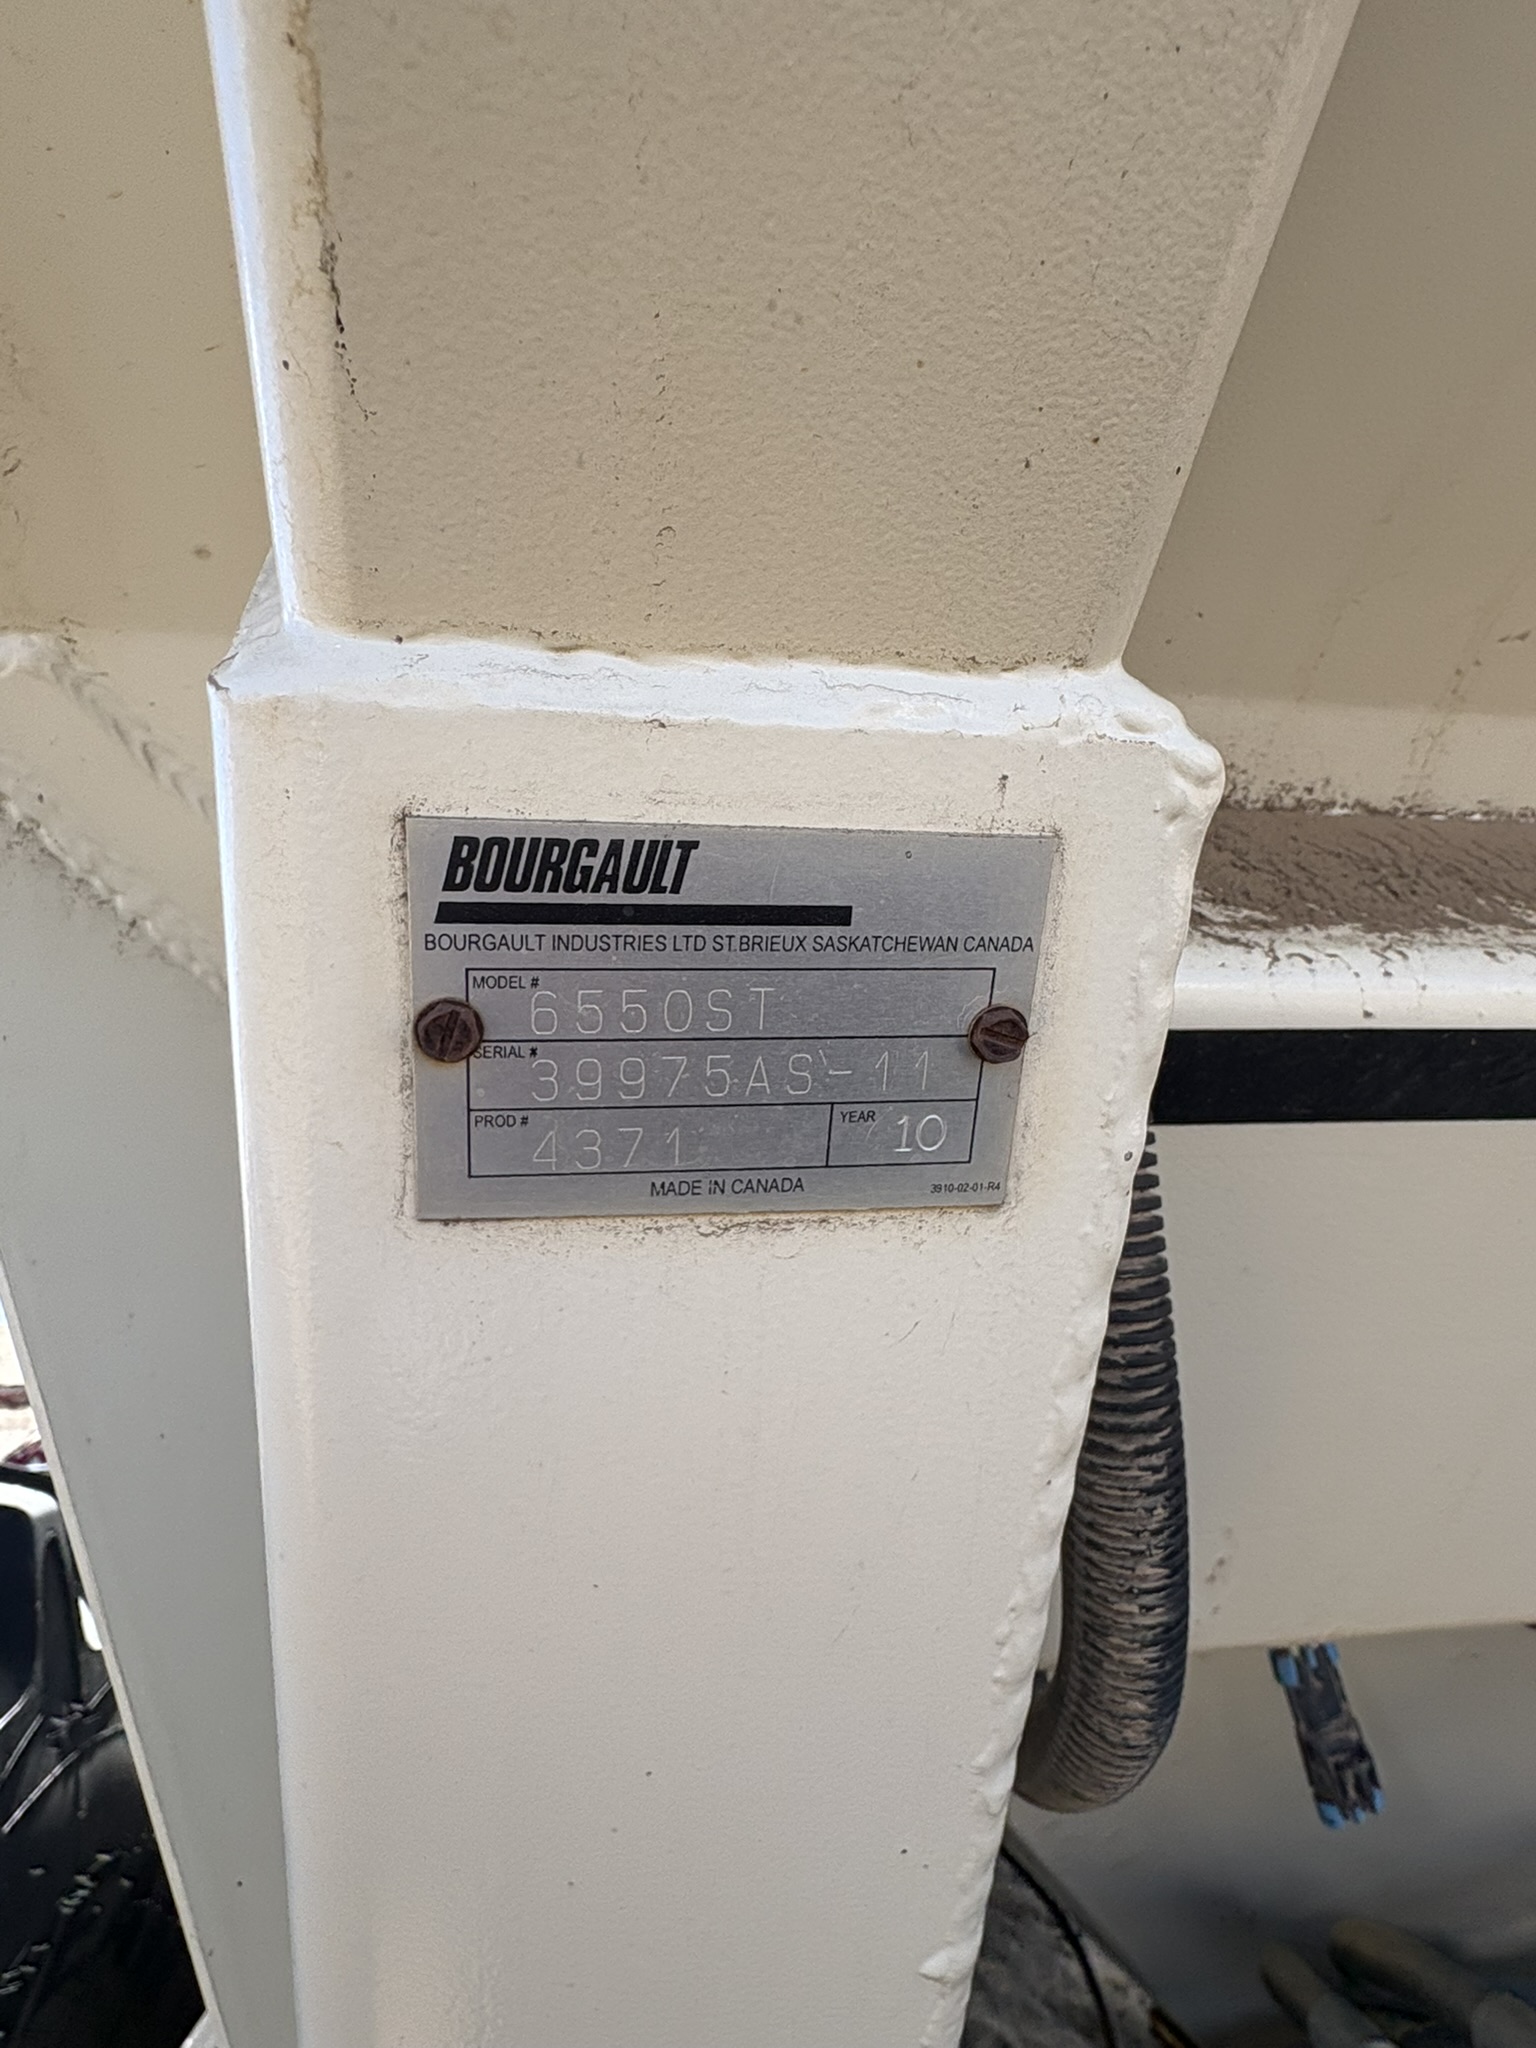 BOURGAULT
BOURGAULT INDUSTRIES LTD ST.BRIEUX SASKATCHEWAN CANADA
MODEL #
6550ST
SERIAL #
39975AS-11
PROD #
4371
YEAR
10
MADE IN CANADA
3910-02-01-R4